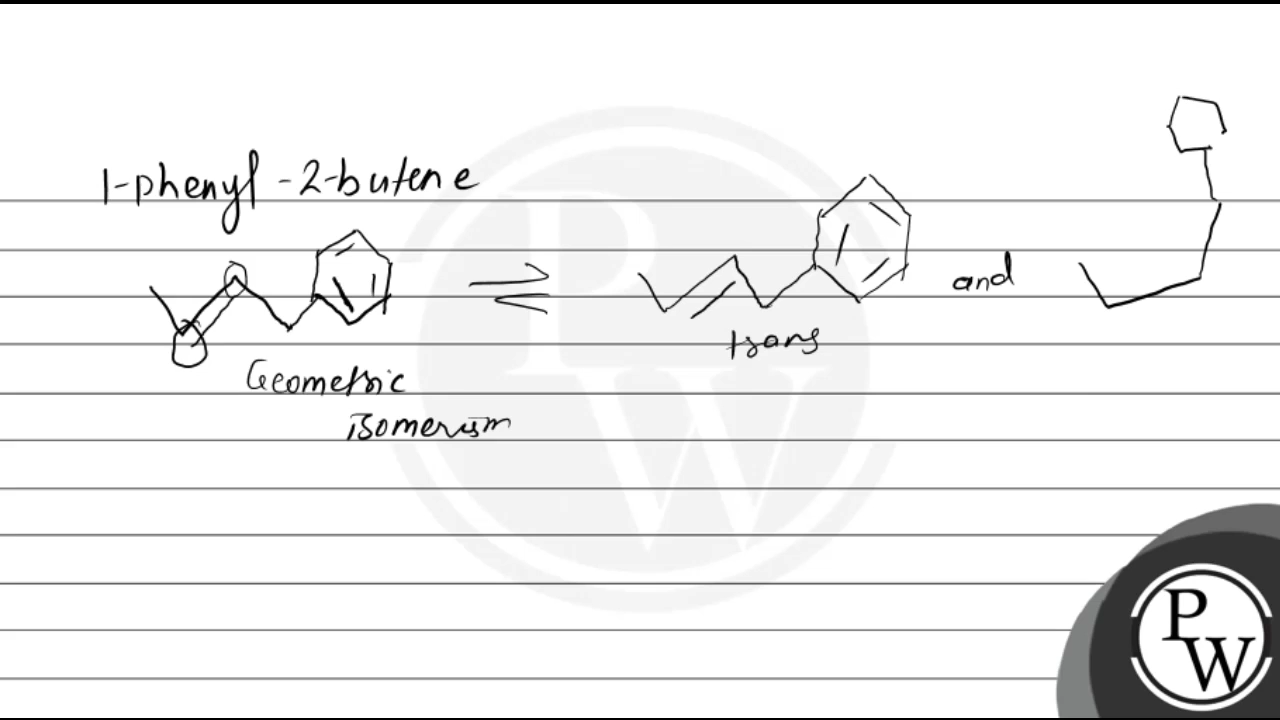 1-phenyl-2-butene
and
trans
Geometric
isomerism
P
W
PW